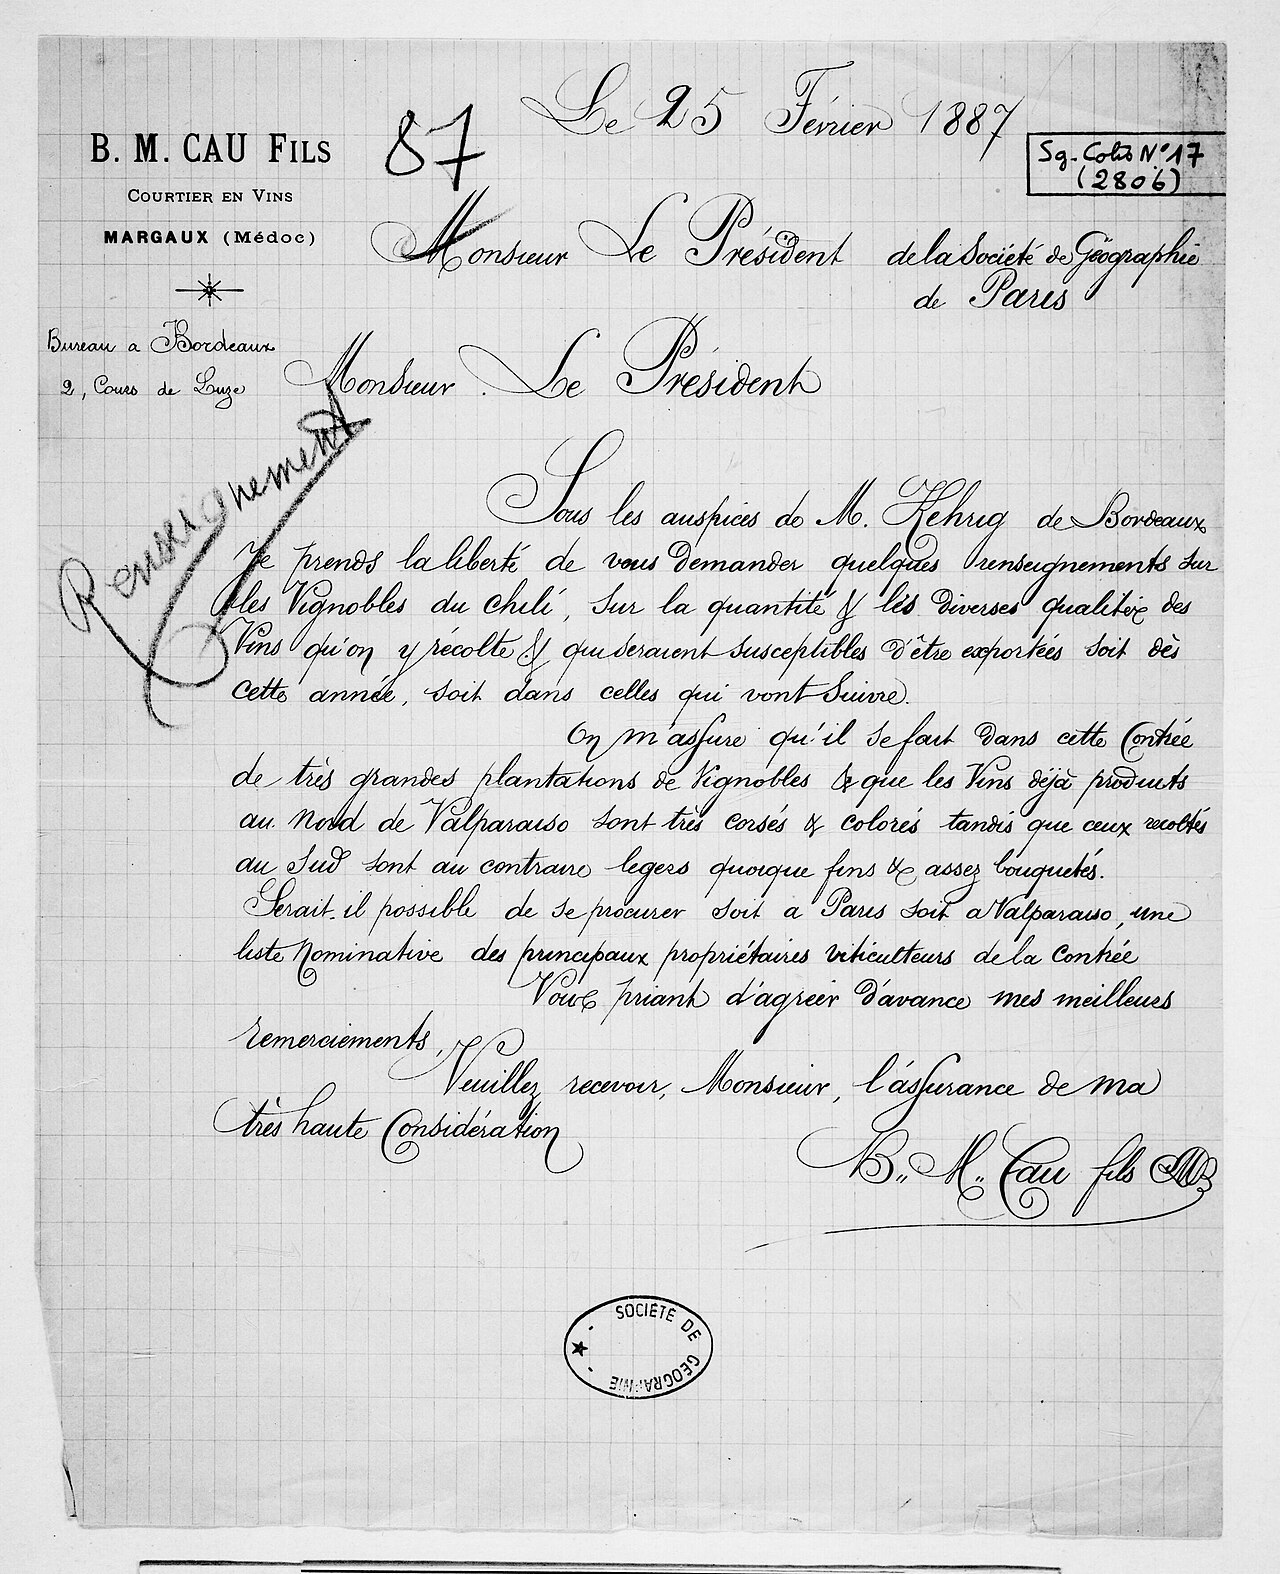 Le 25 Février 1887
87
B. M. CAU FILS
COURTIER EN VINS
MARGAUX (Médoc)
Sg. Colis N° 17
(2806)
Monsieur Le Président de la Société de Géographie
de Paris
Bureau a Bordeaux
2, Cours de Luze
Monsieur Le Président
Renseignement
Sous les auspices de M. Kehrig de Bordeaux
Je prends la liberté de vous demander quelques renseignements sur
les Vignobles du chili, sur la quantité & les diverses qualités des
Vins qu'on y récolte & qui seraient susceptibles d'être exportés soit dès
cette année, soit dans celles qui vont suivre.
On m'assure qu'il se fait dans cette Contrée
de très grandes plantations de Vignobles & que les Vins déjà produits
au Nord de Valparaiso sont très corsés & colorés tandis que ceux recoltés
au Sud sont au contraire legers quoique fins & assez bouquetés.
Serait-il possible de se procurer soit a Paris soit a Valparaiso, une
liste Nominative des principaux propriétaires viticulteurs de la Contrée
Vous priant d'agréer d'avance mes meilleurs
remerciements,
Veuillez recevoir, Monsieur, l'assurance de ma
très haute Considération
B. M. Cau fils
SOCIÉTÉ DE GÉOGRAPHIE